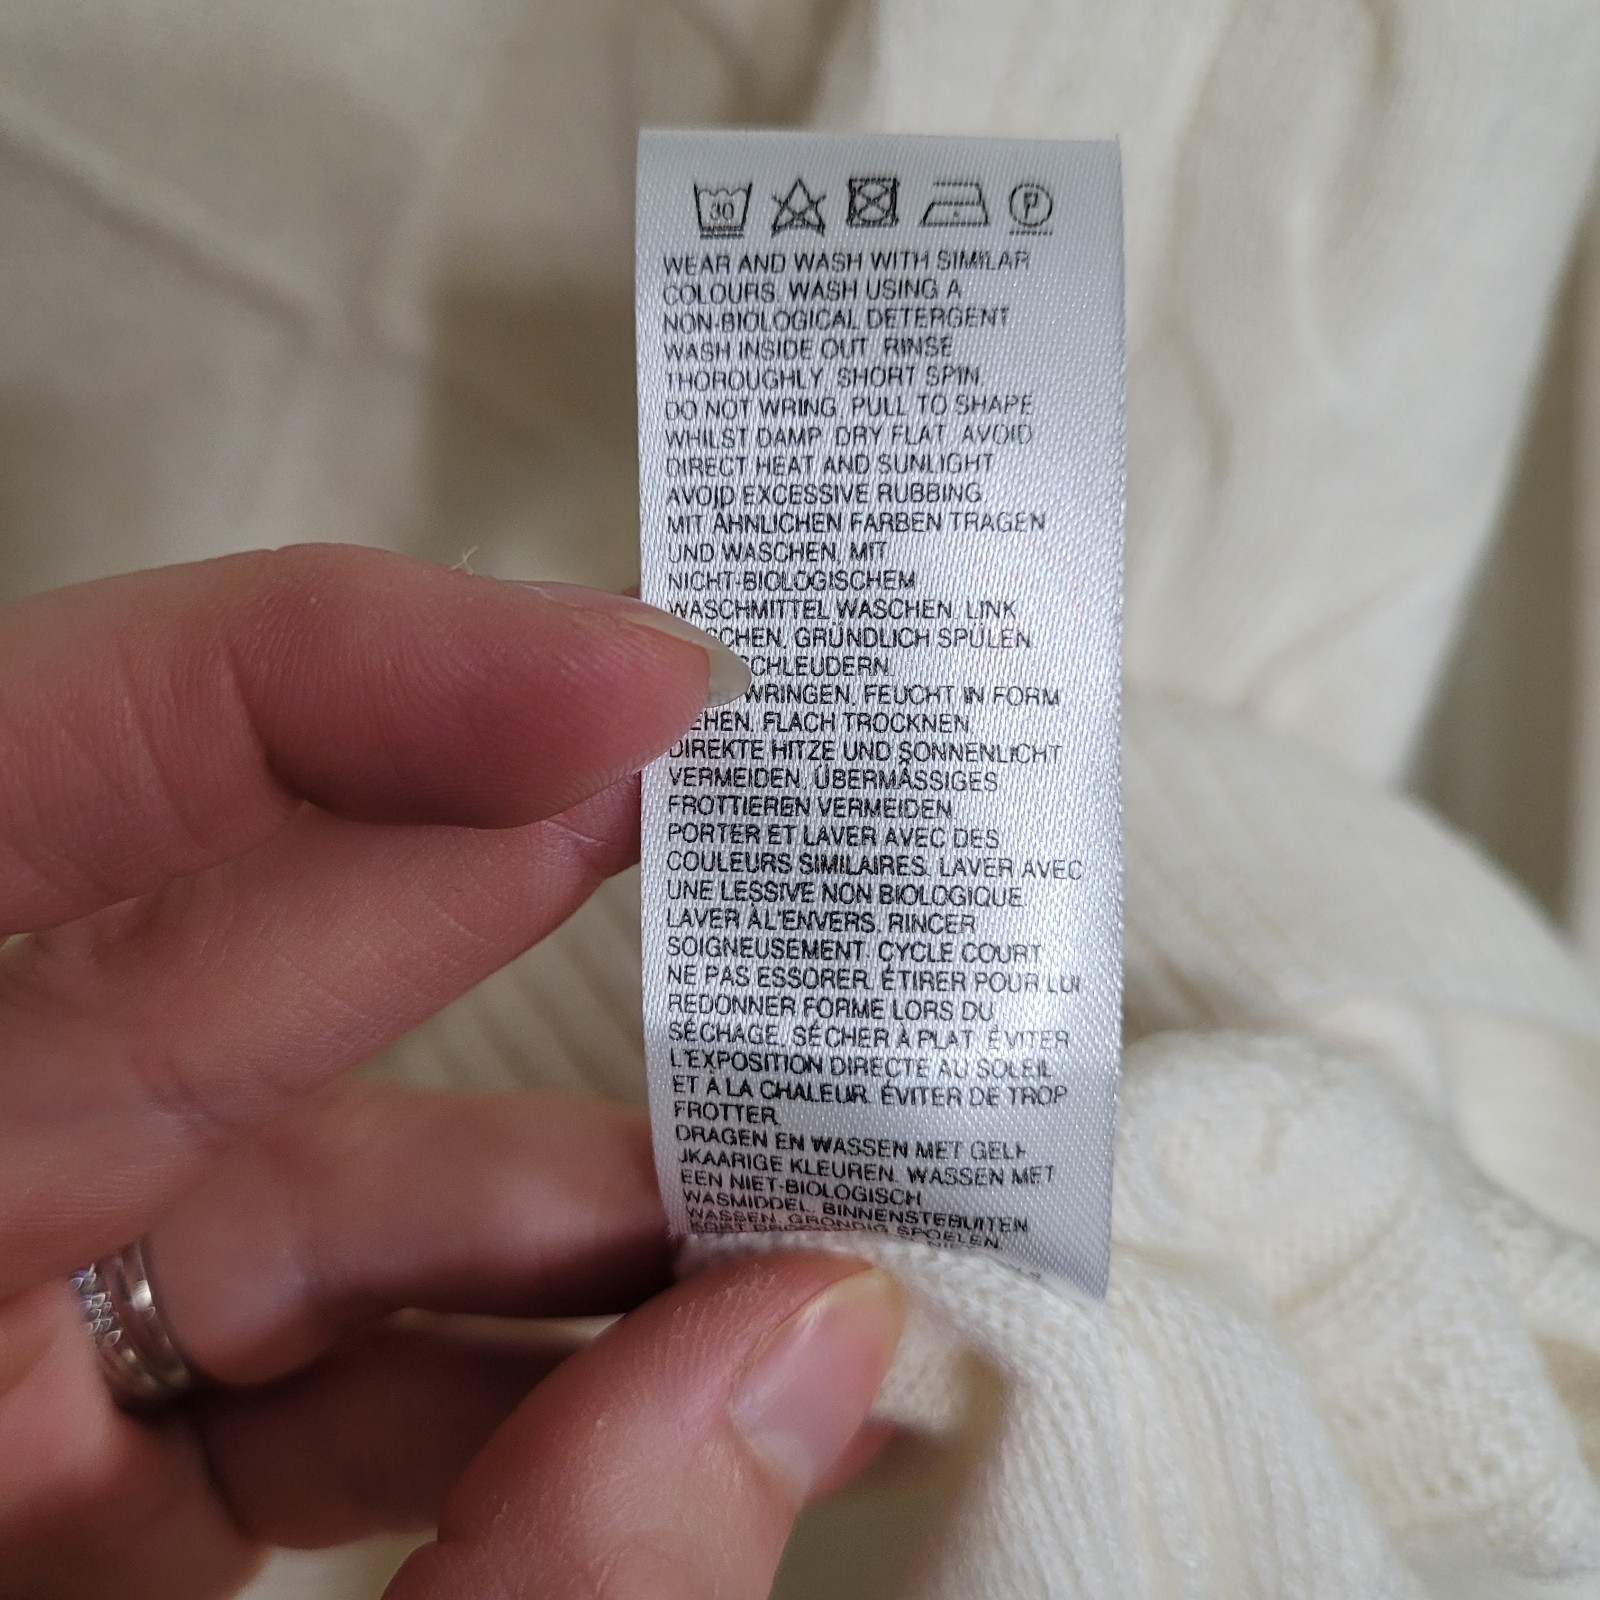 30 P
WEAR AND WASH WITH SIMILAR
COLOURS. WASH USING A
NON-BIOLOGICAL DETERGENT
WASH INSIDE OUT. RINSE
THOROUGHLY. SHORT SPIN.
DO NOT WRING. PULL TO SHAPE
WHILST DAMP. DRY FLAT. AVOID
DIRECT HEAT AND SUNLIGHT
AVOID EXCESSIVE RUBBING
MIT ÄHNLICHEN FARBEN TRAGEN
UND WASCHEN. MIT
NICHT-BIOLOGISCHEM
WASCHMITTEL WASCHEN. LINK
SCHEN. GRÜNDLICH SPÜLEN.
SCHLEUDERN.
WRINGEN. FEUCHT IN FORM
EHEN. FLACH TROCKNEN.
DIREKTE HITZE UND SONNENLICHT
VERMEIDEN. ÜBERMÄSSIGES
FROTTIEREN VERMEIDEN.
PORTER ET LAVER AVEC DES
COULEURS SIMILAIRES. LAVER AVEC
UNE LESSIVE NON BIOLOGIQUE.
LAVER À L'ENVERS. RINCER
SOIGNEUSEMENT. CYCLE COURT.
NE PAS ESSORER. ÉTIRER POUR LUI
REDONNER FORME LORS DU
SÉCHAGE. SÉCHER À PLAT. ÉVITER
L'EXPOSITION DIRECTE AU SOLEIL
ET À LA CHALEUR. ÉVITER DE TROP
FROTTER.
DRAGEN EN WASSEN MET GELI-
JKAARIGE KLEUREN. WASSEN MET
EEN NIET-BIOLOGISCH
WASMIDDEL. BINNENSTEBUITEN
WASSEN. GRONDIG SPOELEN.
KORT